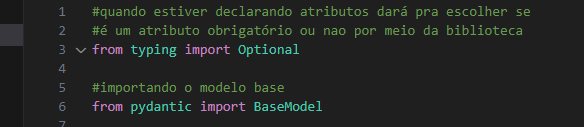 1 #quando estiver declarando atributos dará pra escolher se
2 #é um atributo obrigatório ou nao por meio da biblioteca
3 from typing import Optional
4
5 #importando o modelo base
6 from pydantic import BaseModel
7